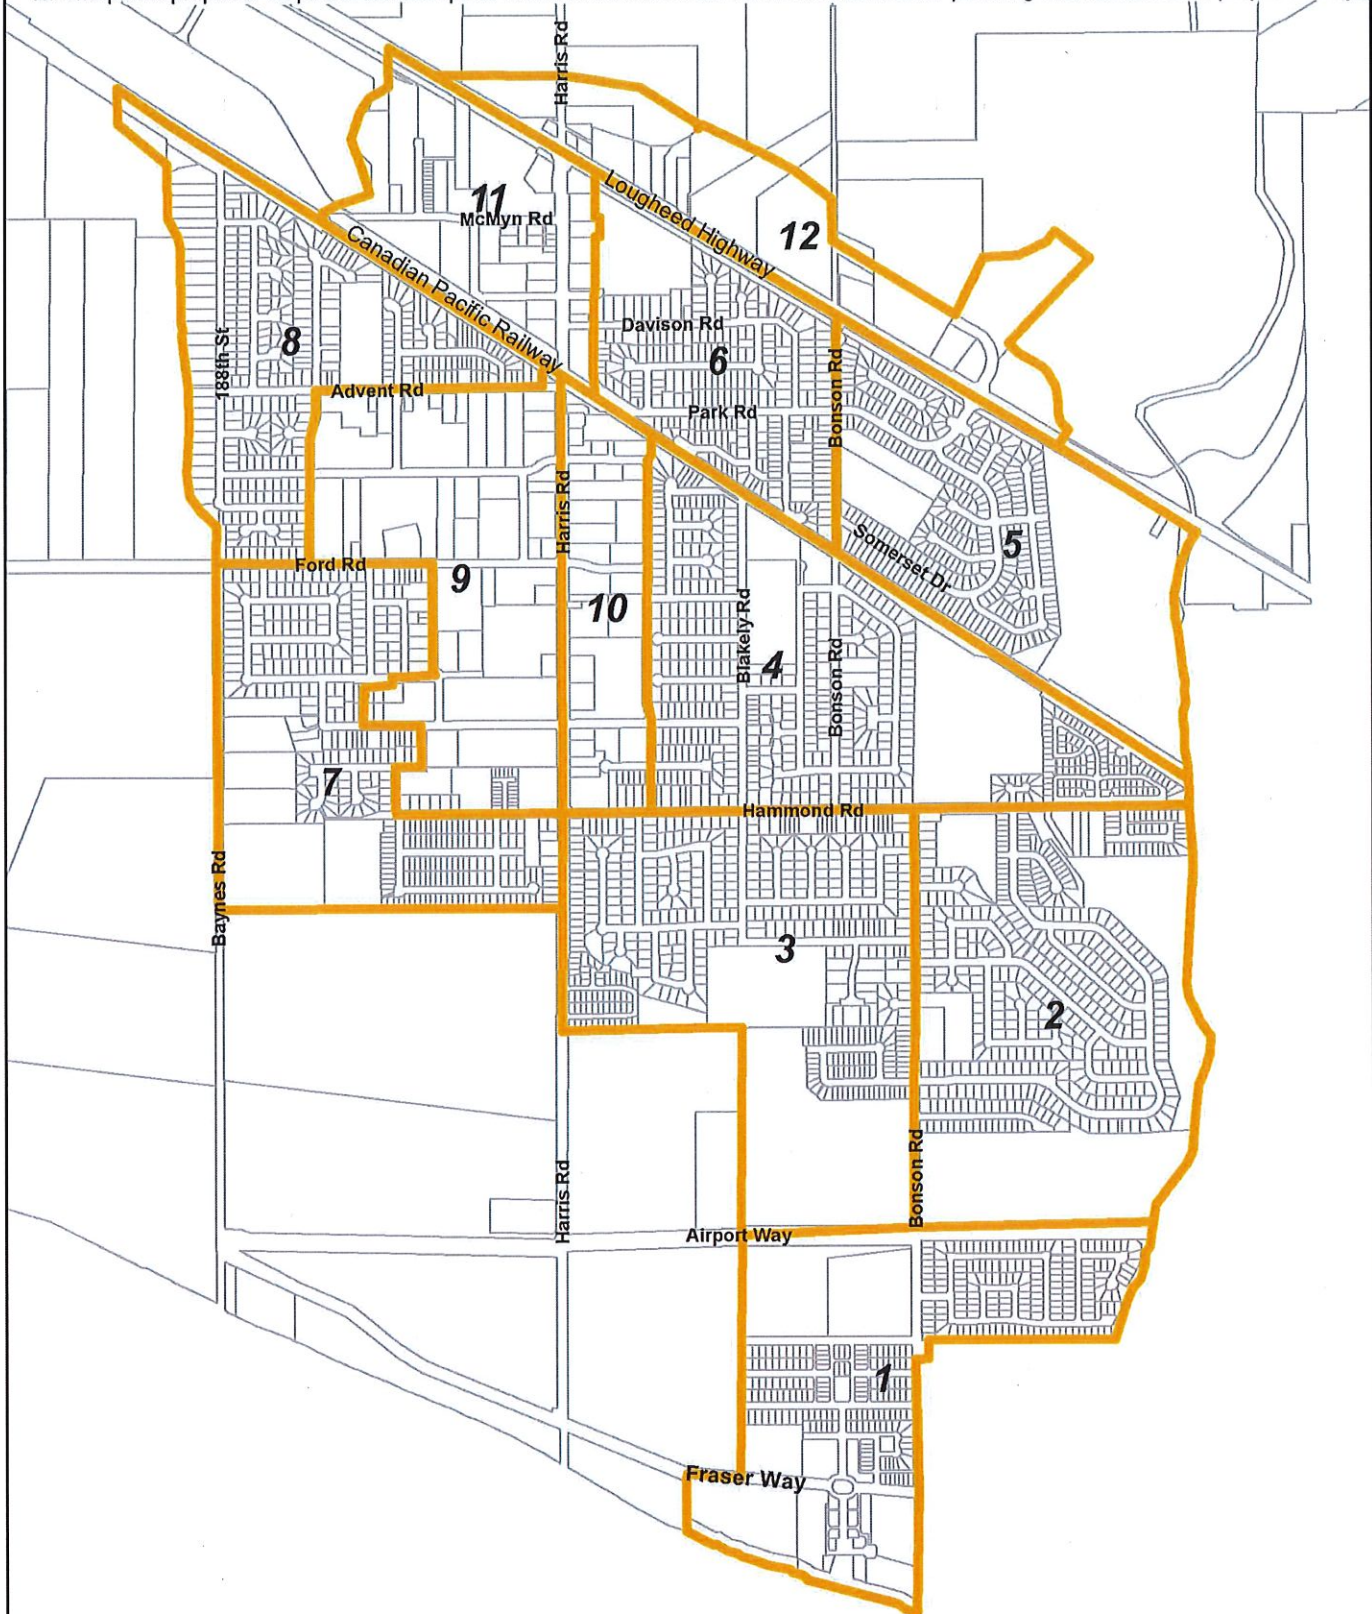 Harris Rd
11
McMyn Rd
Lougheed Highway
12
Canadian Pacific Railway
188th St
8
Davison Rd
6
Bonson Rd
Advent Rd
Park Rd
Harris Rd
Somerset Dr
5
Ford Rd
9
10
Blakely Rd
4
Bonson Rd
7
Hammond Rd
Baynes Rd
3
2
Harris Rd
Bonson Rd
Airport Way
1
Fraser Way